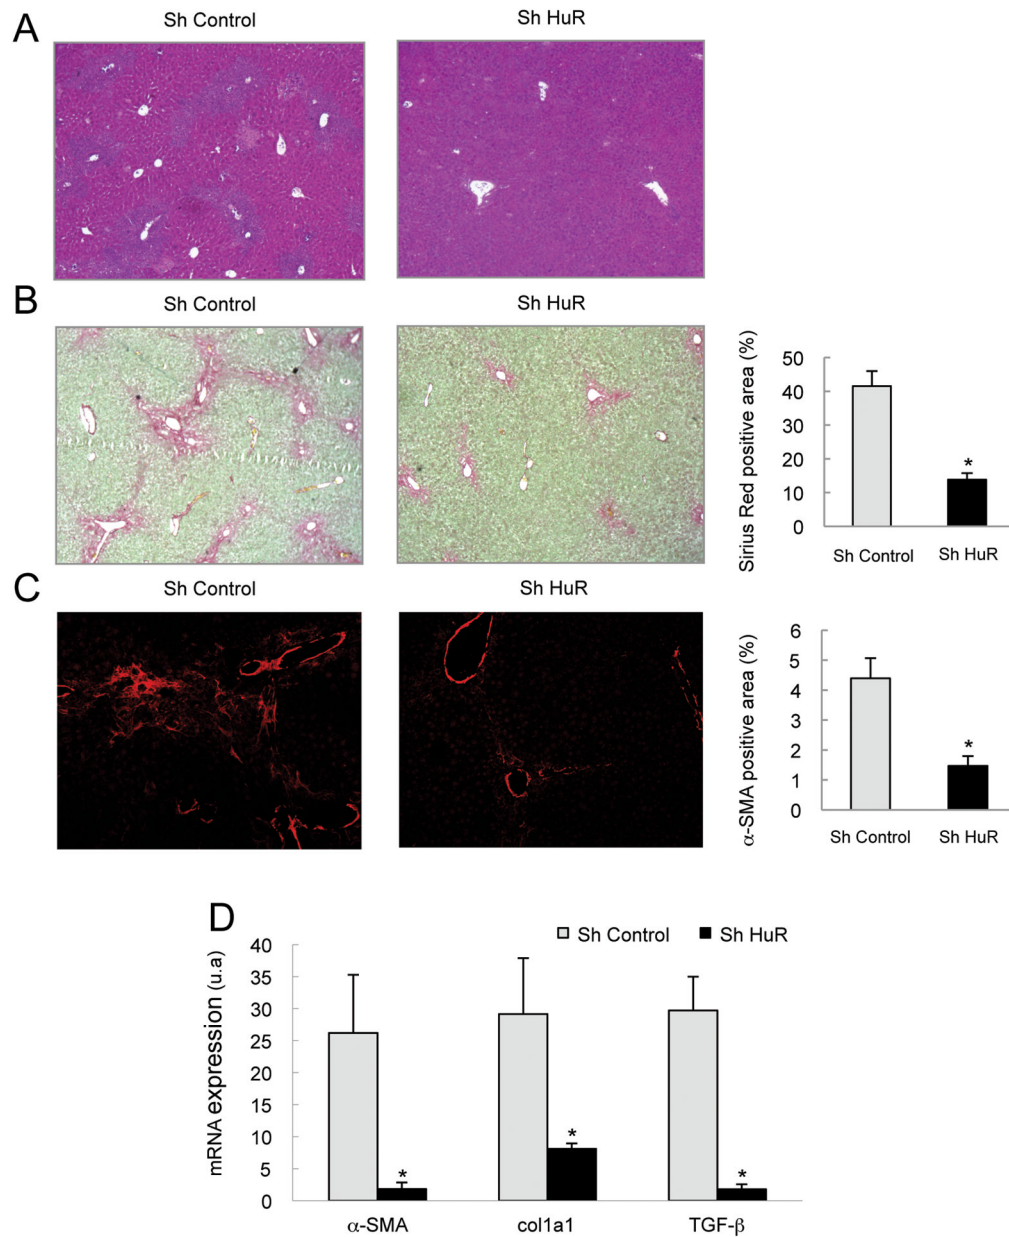 A
Sh Control
Sh HuR
B
Sh Control
Sh HuR
Sirius Red positive area (%)
50
40
30
20
10
0
*
Sh Control
Sh HuR
C
Sh Control
Sh HuR
α-SMA positive area (%)
6
5
4
3
2
1
0
*
Sh Control
Sh HuR
D
Sh Control
Sh HuR
mRNA expression (u.a)
40
35
30
25
20
15
10
5
0
*
*
*
α-SMA
col1a1
TGF-β